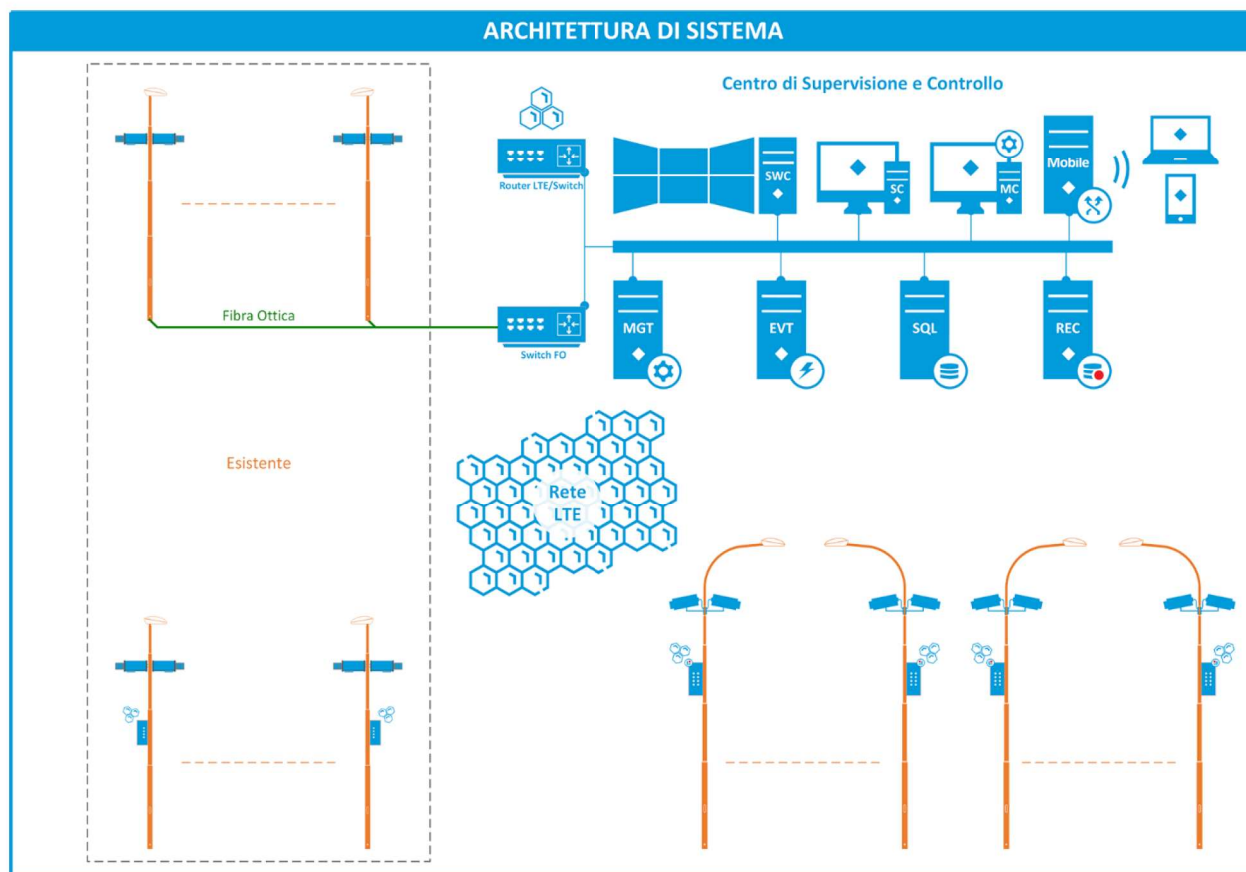 ARCHITETTURA DI SISTEMA
Centro di Supervisione e Controllo
Router LTE/Switch
SWC
SC
MC
Mobile
Fibra Ottica
Switch FO
MGT
EVT
SQL
REC
Esistente
Rete
LTE